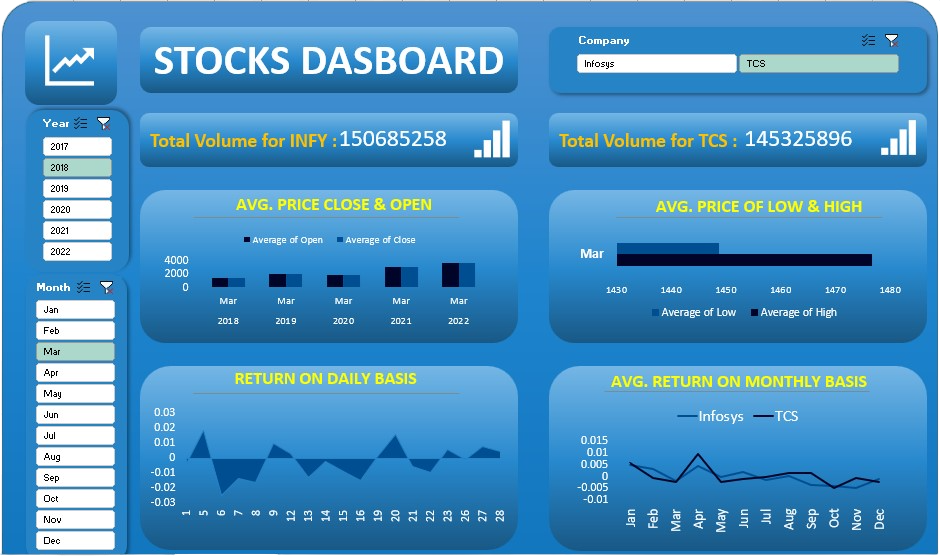 STOCKS DASBOARD
Company
Infosys
TCS
Year
2017
2018
2019
2020
2021
2022
Month
Jan
Feb
Mar
Apr
May
Jun
Jul
Aug
Sep
Oct
Nov
Dec
Total Volume for INFY : 150685258
Total Volume for TCS : 145325896
AVG. PRICE CLOSE & OPEN
Average of Open Average of Close
4000
2000
0
Mar Mar Mar Mar Mar
2018 2019 2020 2021 2022
AVG. PRICE OF LOW & HIGH
Mar
1430 1440 1450 1460 1470 1480
Average of Low Average of High
RETURN ON DAILY BASIS
0.03
0.02
0.01
0
-0.01
-0.02
-0.03
1 5 6 7 8 9 12 13 14 15 16 19 20 21 22 23 26 27 28
AVG. RETURN ON MONTHLY BASIS
Infosys TCS
0.015
0.01
0.005
0
-0.005
-0.01
Jan Feb Mar Apr May Jun Jul Aug Sep Oct Nov Dec